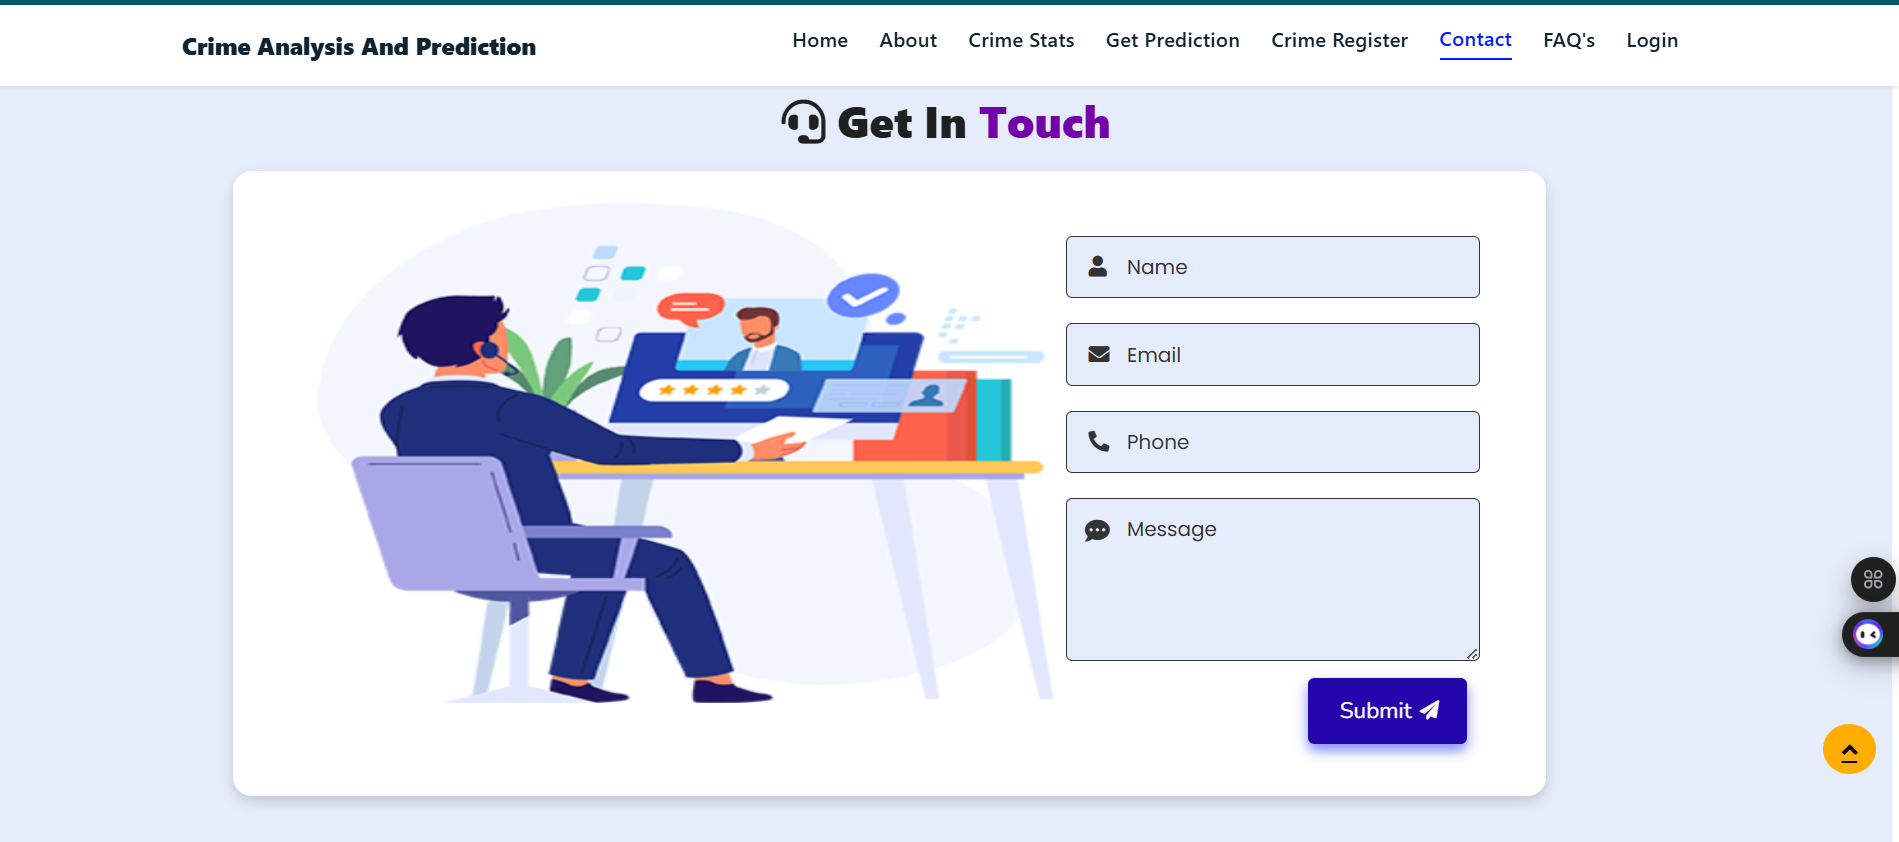 Crime Analysis And Prediction
Home About Crime Stats Get Prediction Crime Register Contact FAQ's Login
Get In Touch
Name
Email
Phone
Message
Submit